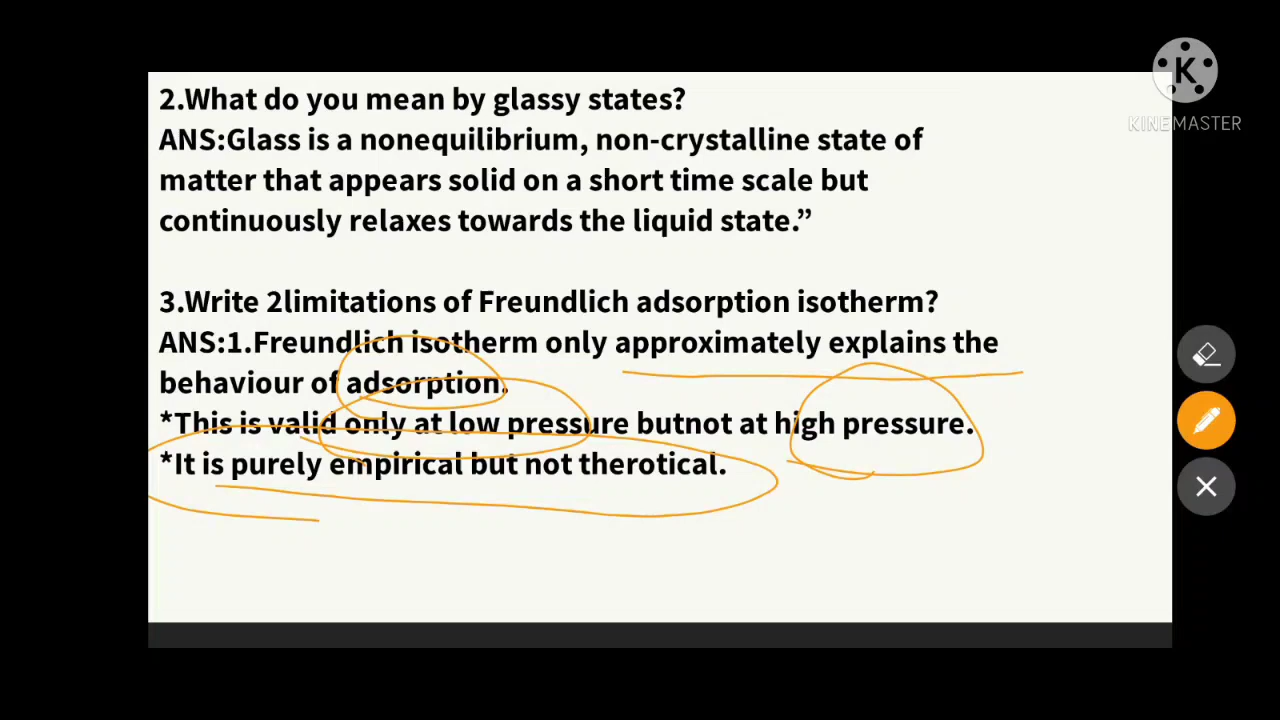 2.What do you mean by glassy states?
ANS:Glass is a nonequilibrium, non-crystalline state of
matter that appears solid on a short time scale but
continuously relaxes towards the liquid state.”
3.Write 2limitations of Freundlich adsorption isotherm?
ANS:1.Freundlich isotherm only approximately explains the
behaviour of adsorption.
*This is valid only at low pressure butnot at high pressure.
*It is purely empirical but not therotical.
K
KINEMASTER